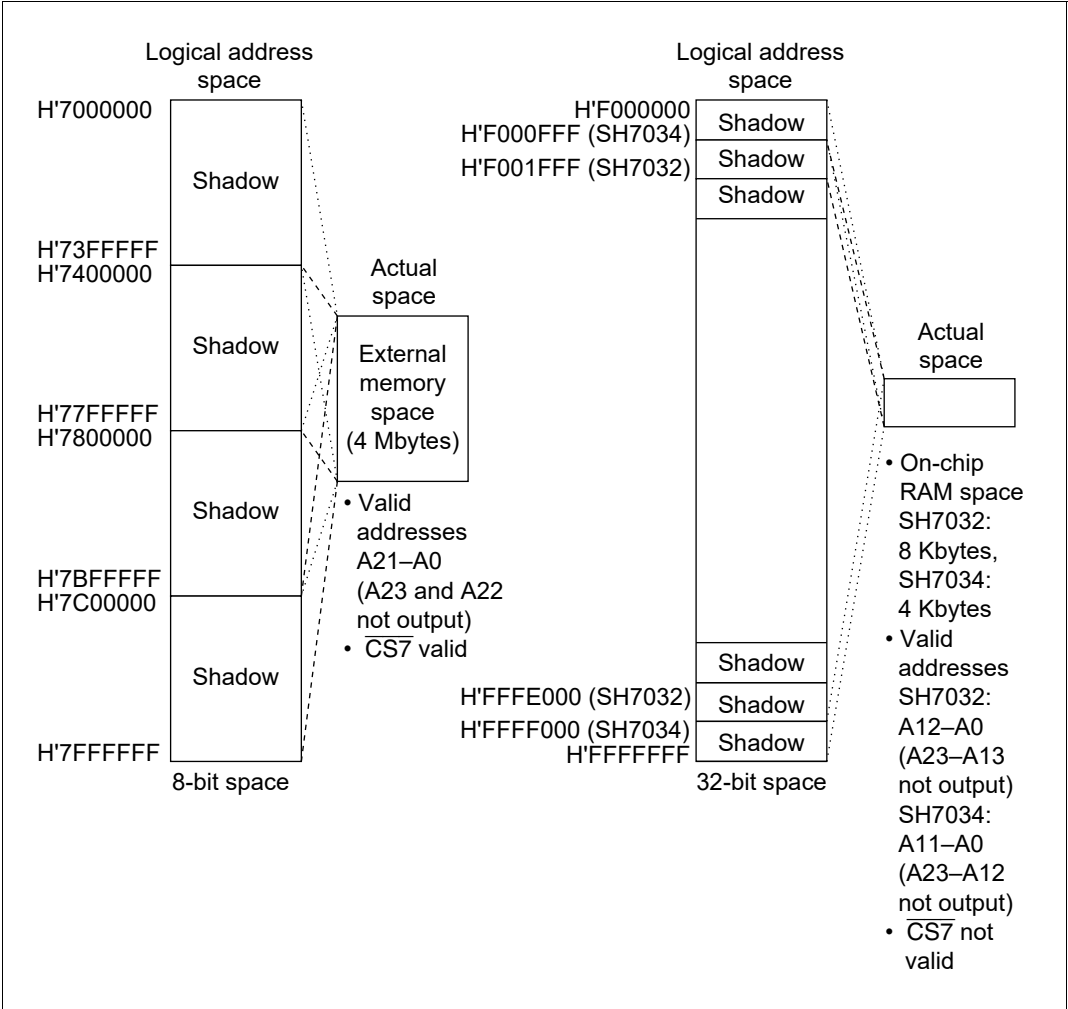 Logical address
space
H'7000000
Shadow
H'73FFFFF
H'7400000
Shadow
H'77FFFFF
H'7800000
Shadow
H'7BFFFFF
H'7C00000
Shadow
H'7FFFFFF
8-bit space
Actual
space
External
memory
space
(4 Mbytes)
• Valid
addresses
A21–A0
(A23 and A22
not output)
• CS7 valid
Logical address
space
H'F000000
Shadow
H'F000FFF (SH7034)
Shadow
H'F001FFF (SH7032)
Shadow
Shadow
H'FFFE000 (SH7032)
Shadow
H'FFFF000 (SH7034)
Shadow
H'FFFFFFF
32-bit space
Actual
space
• On-chip
RAM space
SH7032:
8 Kbytes,
SH7034:
4 Kbytes
• Valid
addresses
SH7032:
A12–A0
(A23–A13
not output)
SH7034:
A11–A0
(A23–A12
not output)
• CS7 not
valid